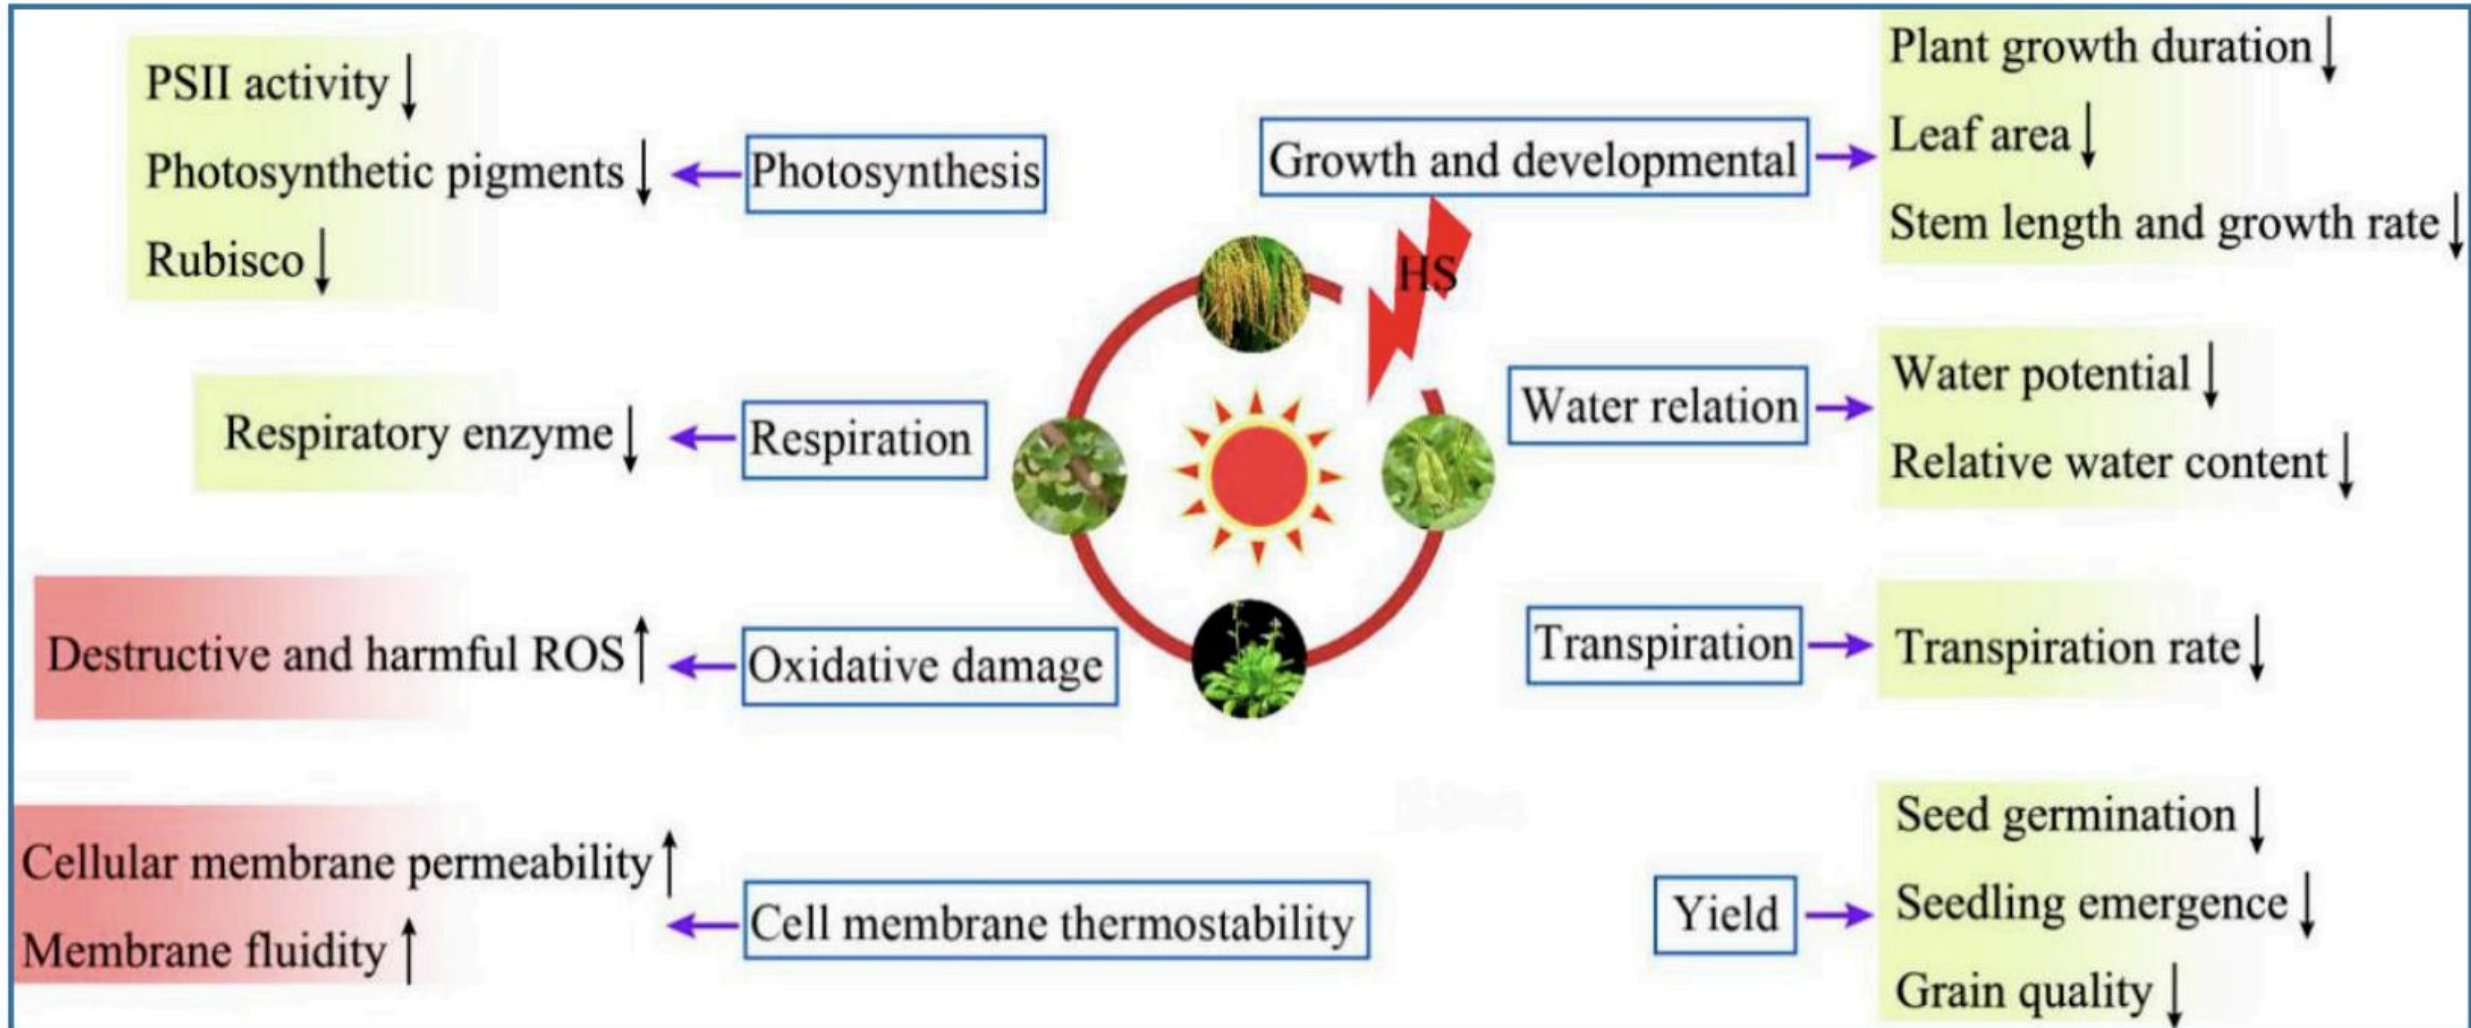 PSII activity ↓
Photosynthetic pigments ↓
Rubisco ↓
Photosynthesis
Respiratory enzyme ↓
Respiration
Destructive and harmful ROS ↑
Oxidative damage
Cellular membrane permeability ↑
Membrane fluidity ↑
Cell membrane thermostability
HS
Growth and developmental
Plant growth duration ↓
Leaf area ↓
Stem length and growth rate ↓
Water relation
Water potential ↓
Relative water content ↓
Transpiration
Transpiration rate ↓
Yield
Seed germination ↓
Seedling emergence ↓
Grain quality ↓